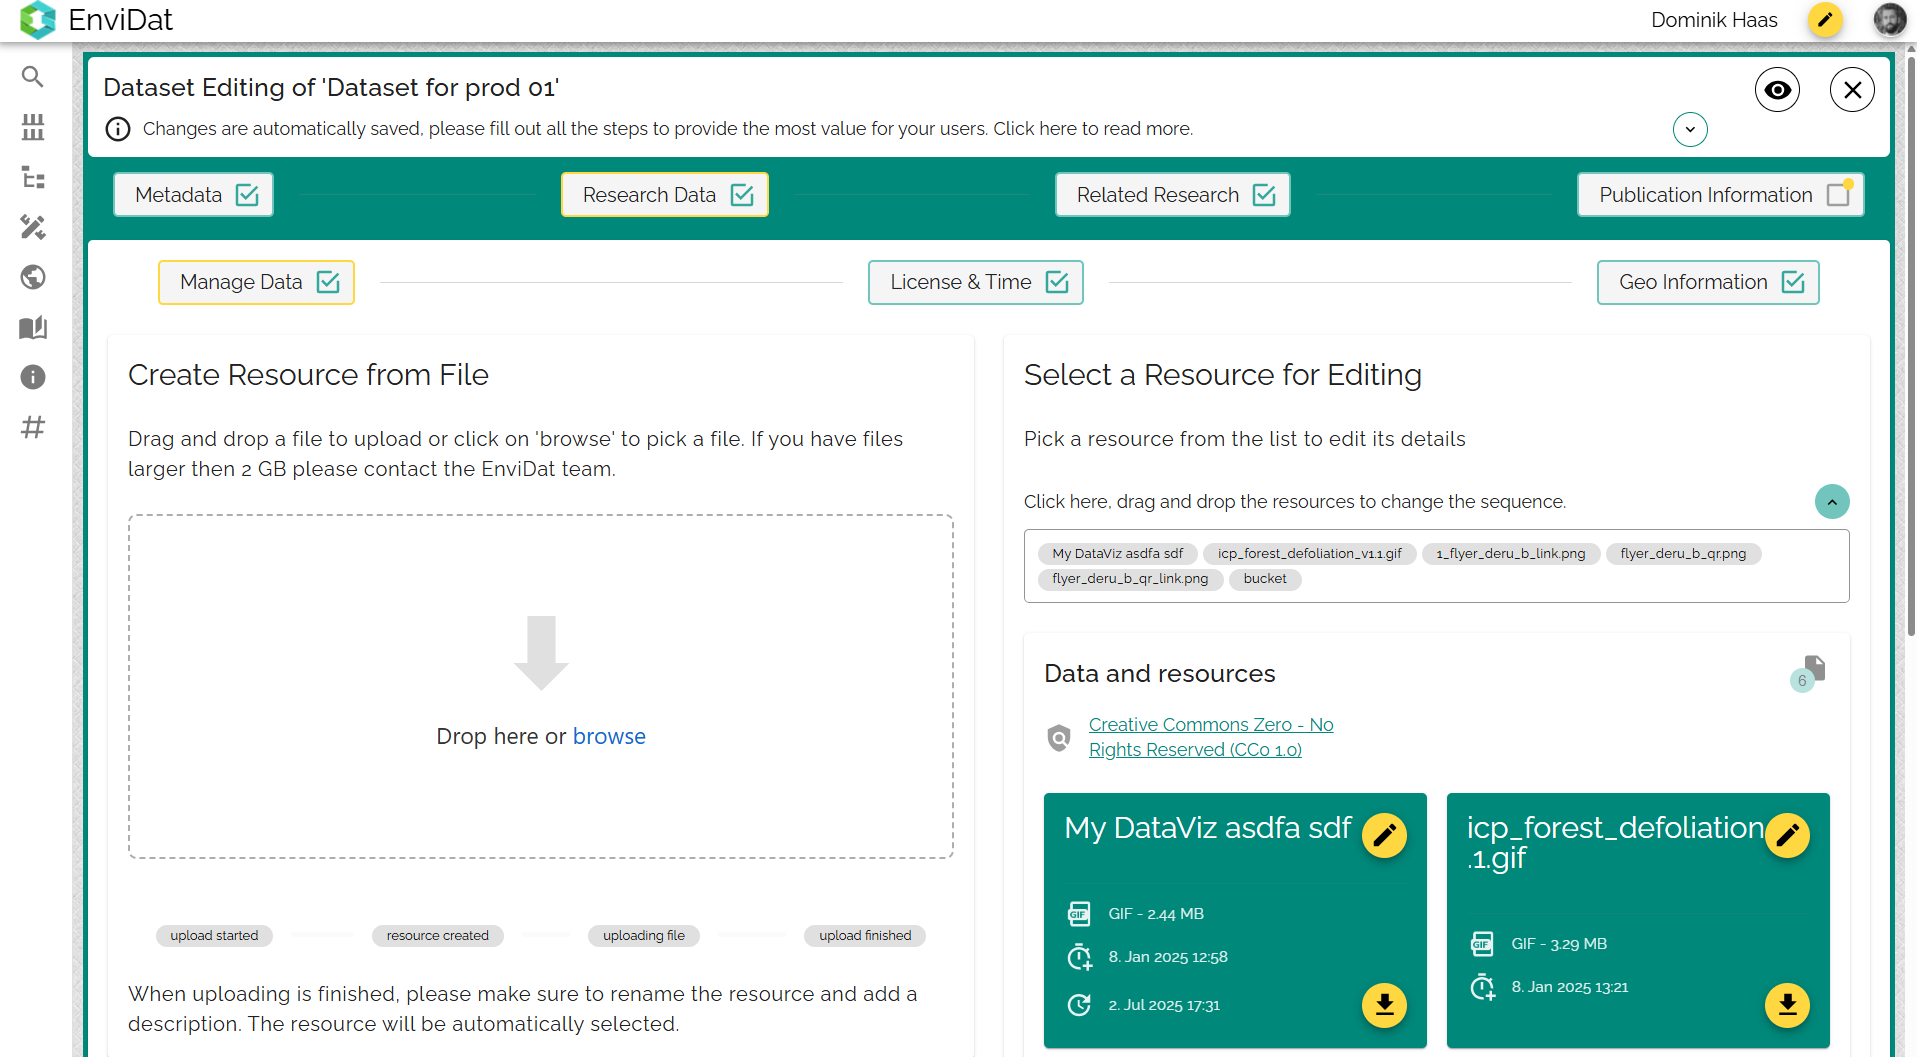 EnviDat
Dominik Haas
Dataset Editing of 'Dataset for prod 01'
Changes are automatically saved, please fill out all the steps to provide the most value for your users. Click here to read more.
Metadata
Research Data
Related Research
Publication Information
Manage Data
License & Time
Geo Information
Create Resource from File
Drag and drop a file to upload or click on 'browse' to pick a file. If you have files
larger then 2 GB please contact the EnviDat team.
Drop here or browse
upload started
resource created
uploading file
upload finished
When uploading is finished, please make sure to rename the resource and add a
description. The resource will be automatically selected.
Select a Resource for Editing
Pick a resource from the list to edit its details
Click here, drag and drop the resources to change the sequence.
My DataViz asdfa sdf
icp_forest_defoliation_v1.1.gif
1_flyer_deru_b_link.png
flyer_deru_b_qr.png
flyer_deru_b_qr_link.png
bucket
Data and resources
6
Creative Commons Zero - No
Rights Reserved (CC0 1.0)
My DataViz asdfa sdf
GIF
GIF - 2.44 MB
8. Jan 2025 12:58
2. Jul 2025 17:31
icp_forest_defoliation
.1.gif
GIF
GIF - 3.29 MB
8. Jan 2025 13:21